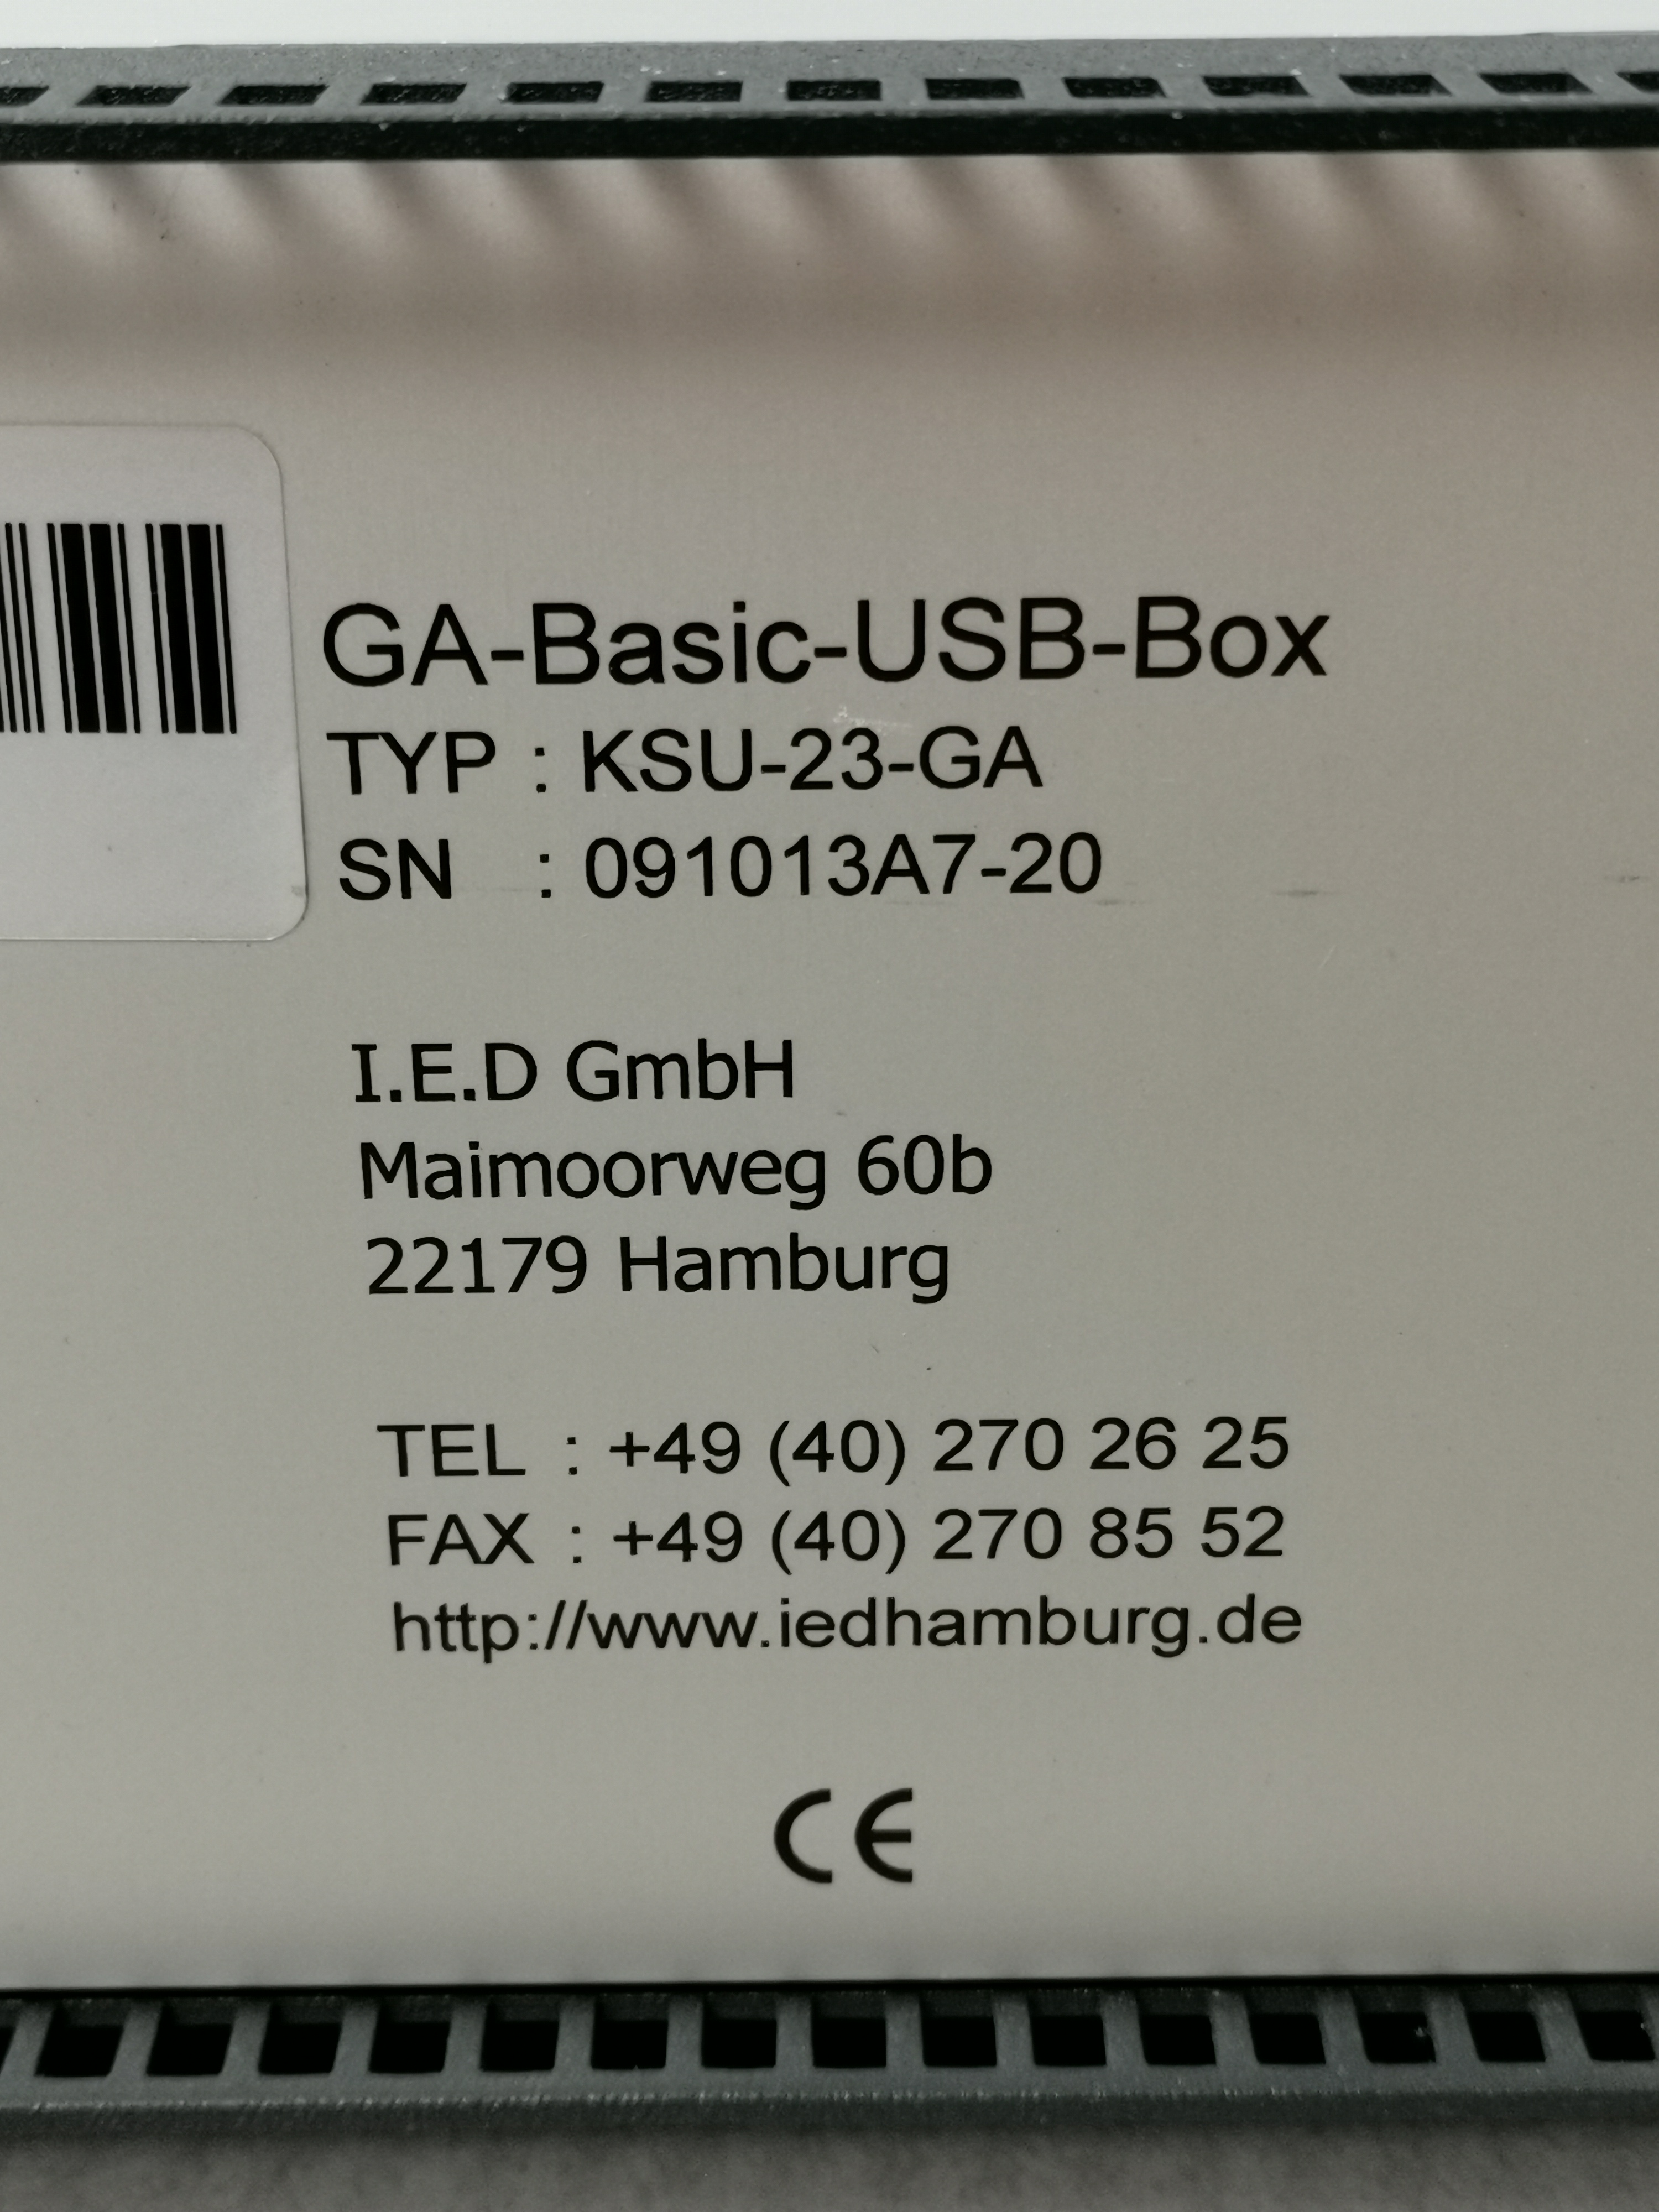 GA-Basic-USB-Box
TYP : KSU-23-GA
SN : 091013A7-20
I.E.D GmbH
Maimoorweg 60b
22179 Hamburg
TEL : +49 (40) 270 26 25
FAX : +49 (40) 270 85 52
http://www.iedhamburg.de
CE